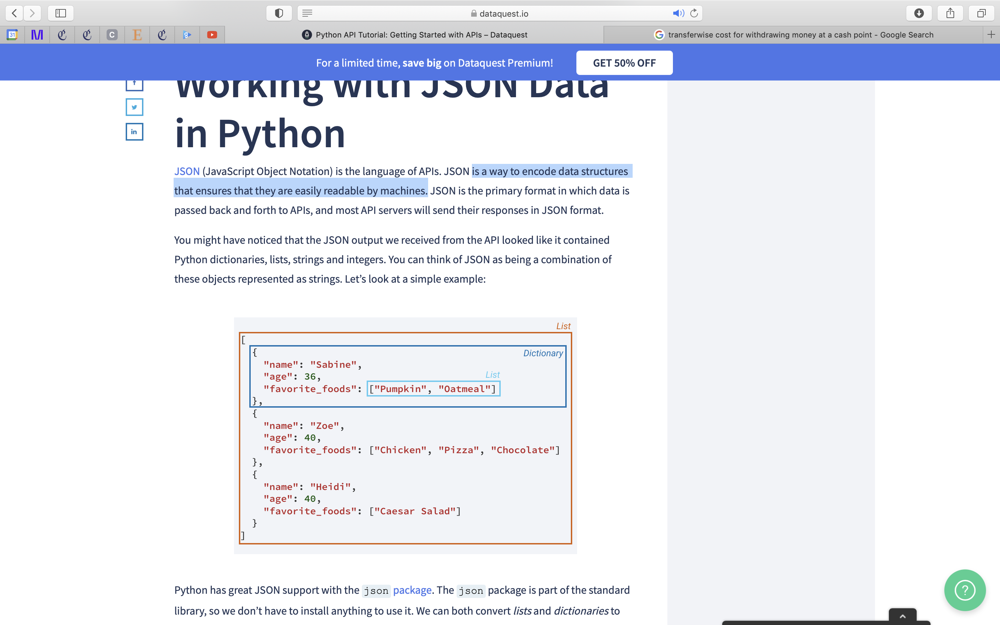 dataquest.io
31
C
E
Python API Tutorial: Getting Started with APIs – Dataquest
transferwise cost for withdrawing money at a cash point - Google Search
For a limited time, save big on Dataquest Premium!
GET 50% OFF
Working with JSON Data
in Python
f
in
JSON (JavaScript Object Notation) is the language of APIs. JSON is a way to encode data structures
that ensures that they are easily readable by machines. JSON is the primary format in which data is
passed back and forth to APIs, and most API servers will send their responses in JSON format.
You might have noticed that the JSON output we received from the API looked like it contained
Python dictionaries, lists, strings and integers. You can think of JSON as being a combination of
these objects represented as strings. Let’s look at a simple example:
List
[
{
Dictionary
"name": "Sabine",
"age": 36,
List
"favorite_foods": ["Pumpkin", "Oatmeal"]
},
{
"name": "Zoe",
"age": 40,
"favorite_foods": ["Chicken", "Pizza", "Chocolate"]
},
{
"name": "Heidi",
"age": 40,
"favorite_foods": ["Caesar Salad"]
}
]
Python has great JSON support with the json package. The json package is part of the standard
library, so we don’t have to install anything to use it. We can both convert lists and dictionaries to
?